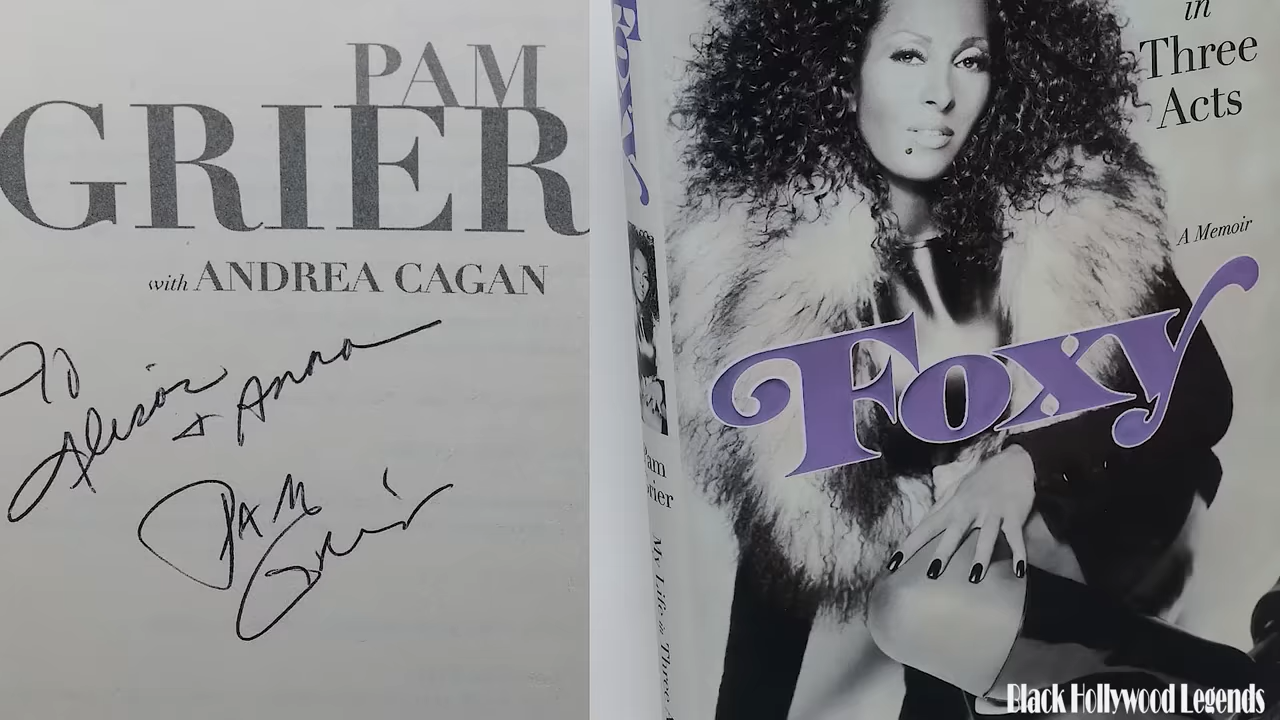 PAM
GRIER
with ANDREA CAGAN
To
Alison
+ Anna
Pam
Grier
Foxy
Pam
Grier
My Life in Three A
in
Three
Acts
A Memoir
Foxy
Black Hollywood Legends